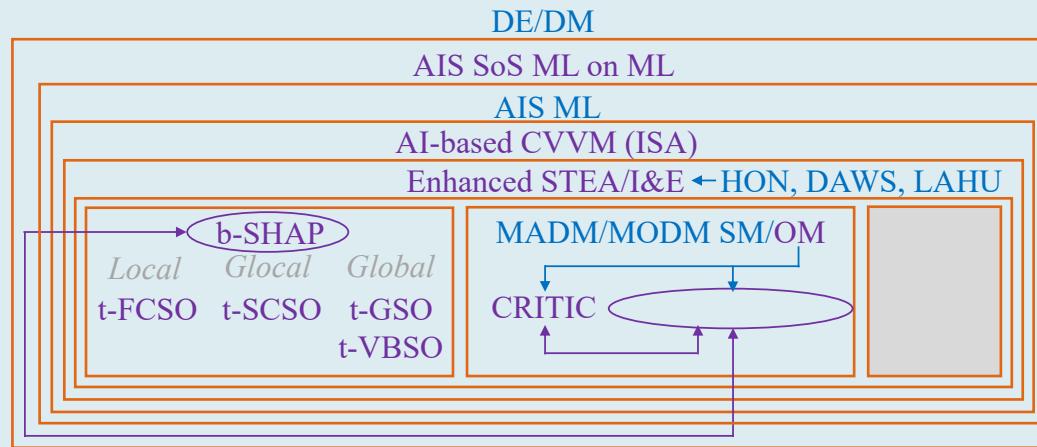 DE/DM
AIS SoS ML on ML
AIS ML
AI-based CVVM (ISA)
Enhanced STEA/I&E HON, DAWS, LAHU
b-SHAP
Local Glocal Global
t-FCSO t-SCSO t-GSO
t-VBSO
MADM/MODM SM/OM
CRITIC